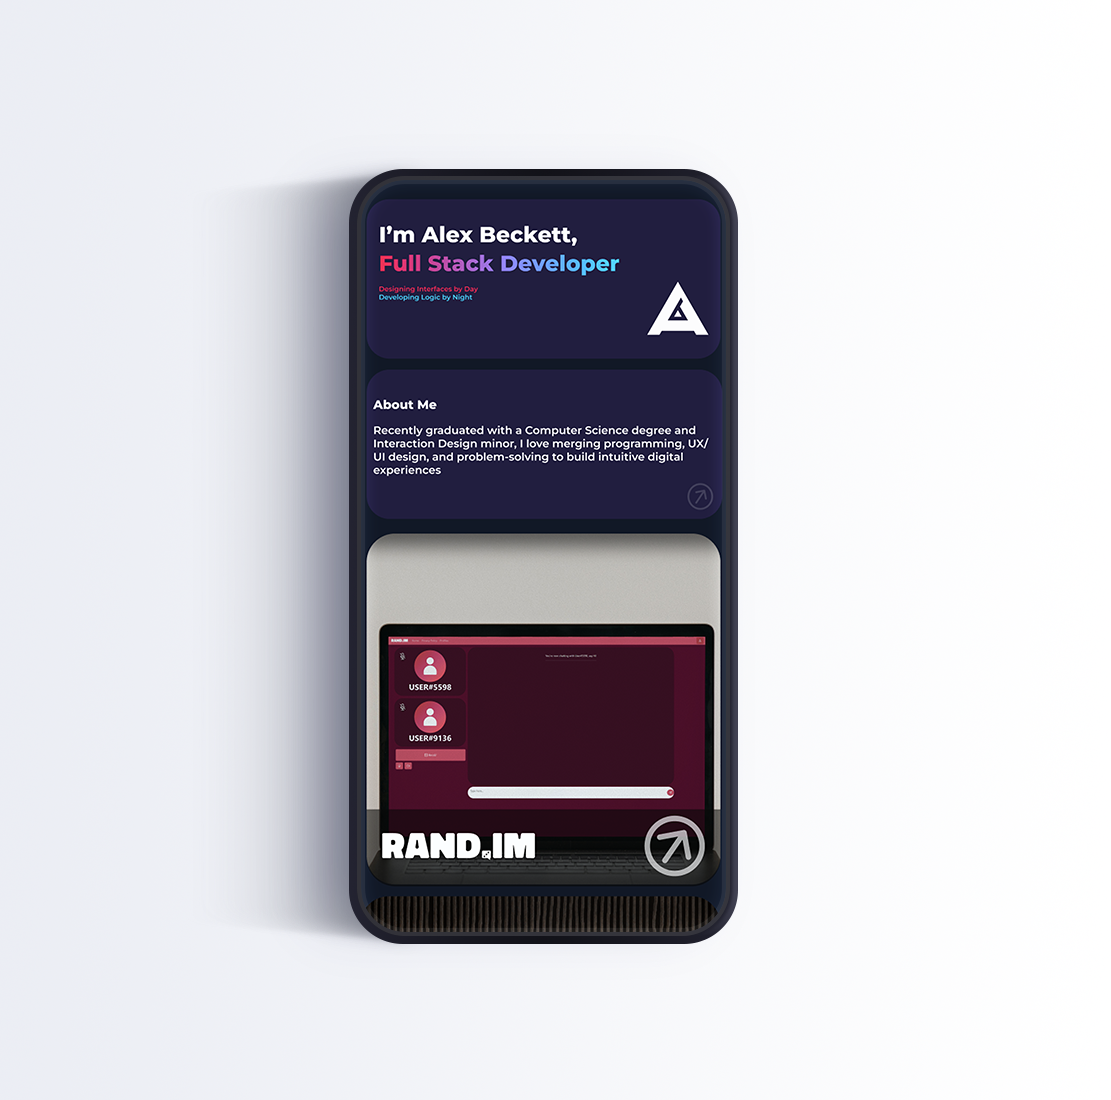 I'm Alex Beckett,
Full Stack Developer
Designing Interfaces by Day
Developing Logic by Night
About Me
Recently graduated with a Computer Science degree and
Interaction Design minor, I love merging programming, UX/
UI design, and problem-solving to build intuitive digital
experiences
RAND.IM
USER#5598
USER#9136
RAND.IM